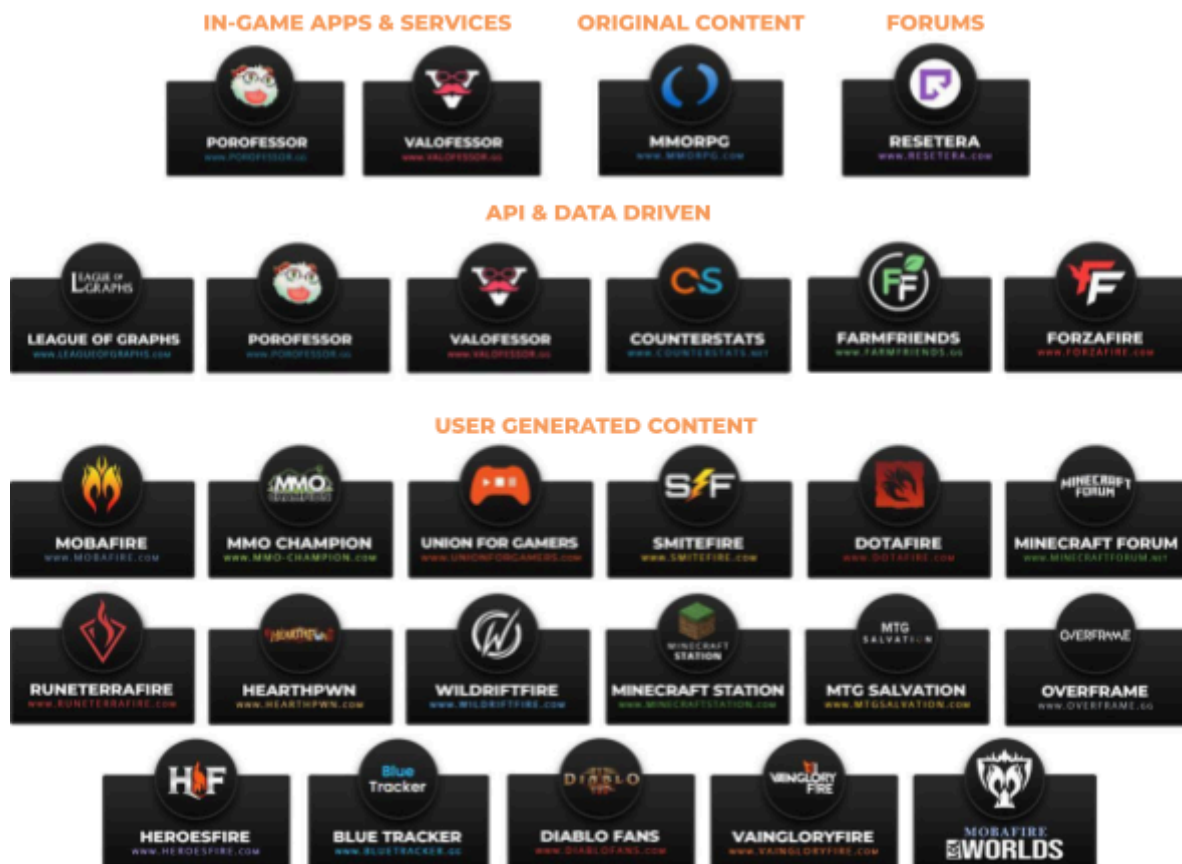 IN-GAME APPS & SERVICES
ORIGINAL CONTENT
FORUMS
POROFESSOR
WWW.POROFESSOR.GG
VALOFESSOR
WWW.VALOFESSOR.GG
MMORPG
WWW.MMORPG.COM
RESETERA
WWW.RESETERA.COM
API & DATA DRIVEN
LEAGUE OF
GRAPHS
LEAGUE OF GRAPHS
WWW.LEAGUEOFGRAPHS.COM
POROFESSOR
WWW.POROFESSOR.GG
V
VALOFESSOR
WWW.VALOFESSOR.GG
CS
COUNTERSTATS
WWW.COUNTERSTATS.NET
FF
FARMFRIENDS
WWW.FARMFRIENDS.GG
FF
FORZAFIRE
WWW.FORZAFIRE.COM
USER GENERATED CONTENT
MOBAFIRE
WWW.MOBAFIRE.COM
MMO
CHAMPION
MMO CHAMPION
WWW.MMO-CHAMPION.COM
UNION FOR GAMERS
WWW.UNIONFORGAMERS.COM
SF
SMITEFIRE
WWW.SMITEFIRE.COM
DOTAFIRE
WWW.DOTAFIRE.COM
MINECRAFT
FORUM
MINECRAFT FORUM
WWW.MINECRAFTFORUM.NET
RUNETERRAFIRE
WWW.RUNETERRAFIRE.COM
HEARTHPWN
HEARTHPWN
WWW.HEARTHPWN.COM
W
WILDRIFTFIRE
WWW.WILDRIFTFIRE.COM
MINECRAFT
STATION
MINECRAFT STATION
WWW.MINECRAFTSTATION.COM
MTG
SALVATION
MTG SALVATION
WWW.MTGSALVATION.COM
OVERFRAME
OVERFRAME
WWW.OVERFRAME.GG
HF
HEROESFIRE
WWW.HEROESFIRE.COM
Blue
Tracker
BLUE TRACKER
WWW.BLUETRACKER.GG
DIABLO
DIABLO FANS
WWW.DIABLOFANS.COM
VAINGLORY
FIRE
VAINGLORYFIRE
WWW.VAINGLORYFIRE.COM
MOBAFIRE
WORLDS